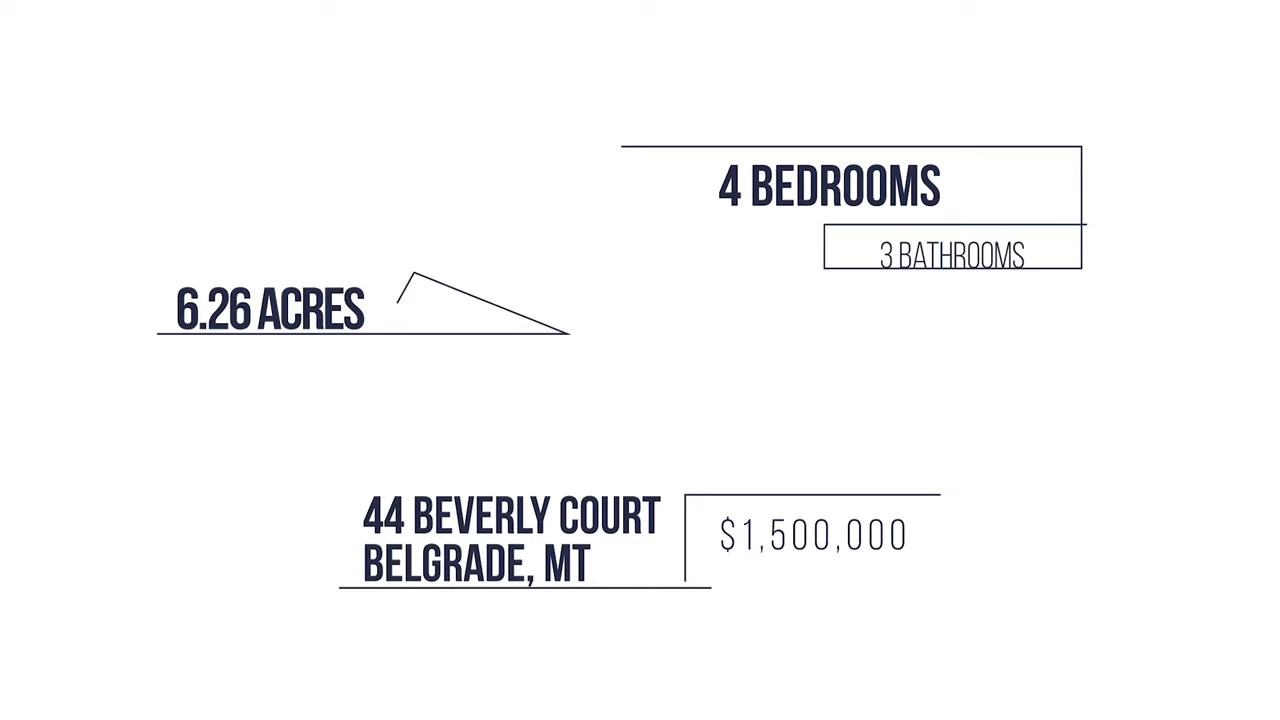 4 BEDROOMS
3 BATHROOMS
6.26 ACRES
44 BEVERLY COURT
BELGRADE, MT
$1,500,000